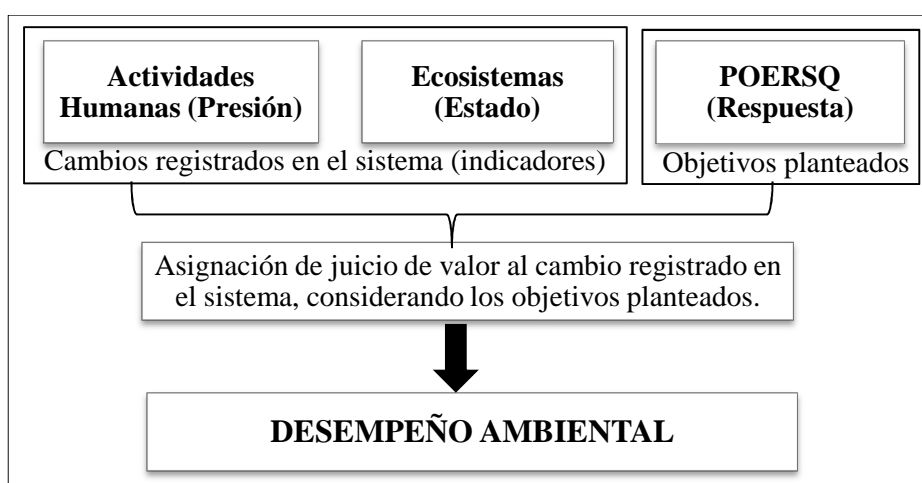 Actividades
Humanas (Presión)
Ecosistemas
(Estado)
Cambios registrados en el sistema (indicadores)
POERSQ
(Respuesta)
Objetivos planteados
Asignación de juicio de valor al cambio registrado en
el sistema, considerando los objetivos planteados.
DESEMPEÑO AMBIENTAL